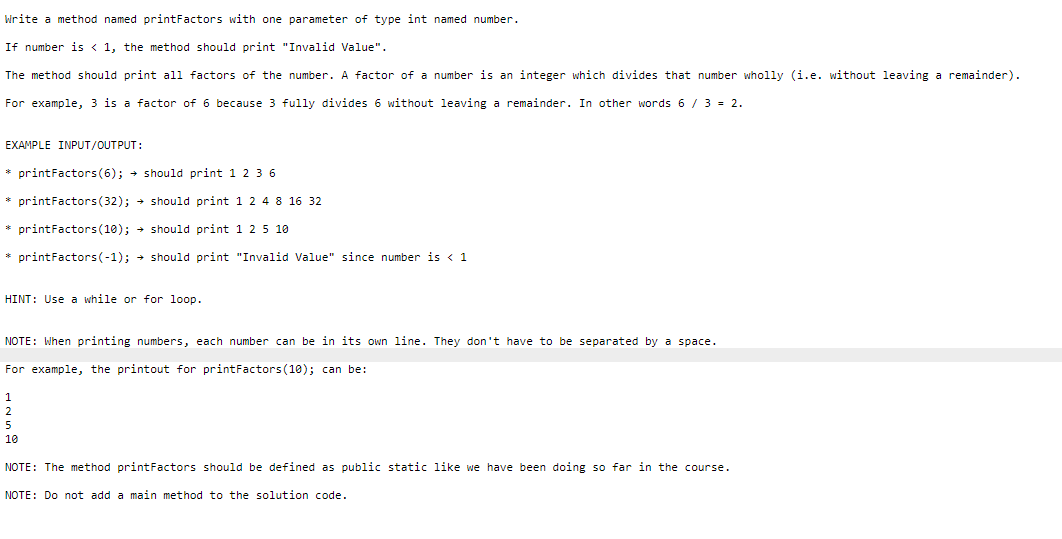 Write a method named printFactors with one parameter of type int named number.
If number is < 1, the method should print "Invalid Value".
The method should print all factors of the number. A factor of a number is an integer which divides that number wholly (i.e. without leaving a remainder).
For example, 3 is a factor of 6 because 3 fully divides 6 without leaving a remainder. In other words 6 / 3 = 2.
EXAMPLE INPUT/OUTPUT:
* printFactors(6); → should print 1 2 3 6
* printFactors(32); → should print 1 2 4 8 16 32
* printFactors(10); → should print 1 2 5 10
* printFactors(-1); → should print "Invalid Value" since number is < 1
HINT: Use a while or for loop.
NOTE: When printing numbers, each number can be in its own line. They don't have to be separated by a space.
For example, the printout for printFactors(10); can be:
1
2
5
10
NOTE: The method printFactors should be defined as public static like we have been doing so far in the course.
NOTE: Do not add a main method to the solution code.